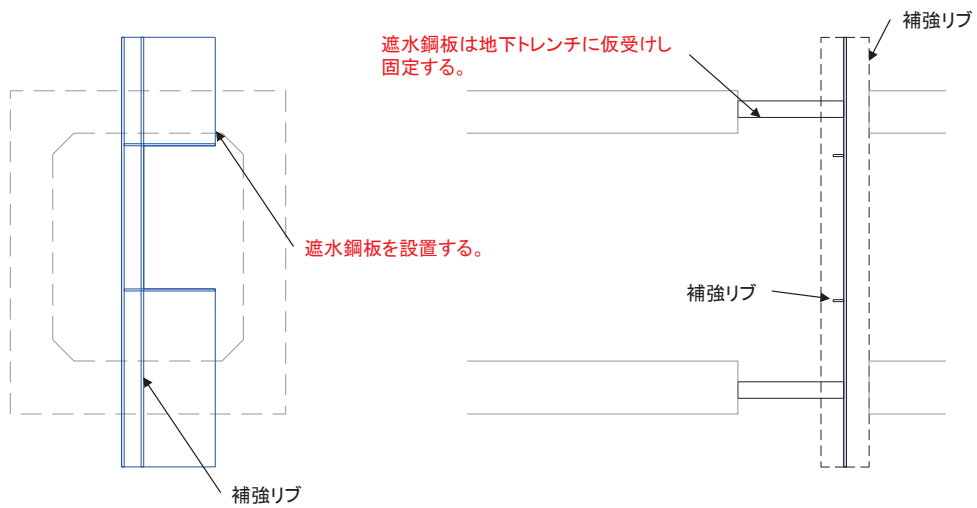 補強リブ
遮水鋼板は地下トレンチに仮受けし
固定する。
遮水鋼板を設置する。
補強リブ
補強リブ